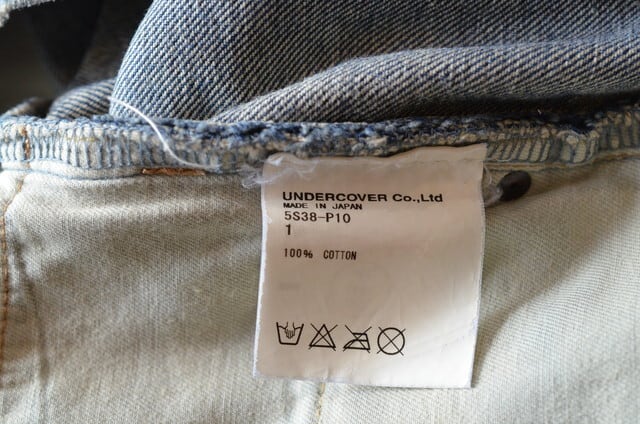 UNDERCOVER Co.,Ltd
MADE IN JAPAN
5S38-P10
1
100% COTTON